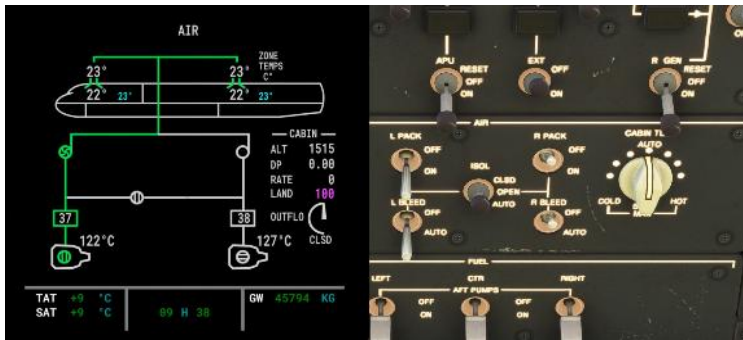 AIR
ZONE
TEMPS
C°
23° 23°
22° 23° 22° 23°
CABIN
ALT 1515
DP 0.00
RATE 0
LAND 100
OUTFLO
CLSD
37 38
122°C 127°C
TAT +9 °C
SAT +9 °C
09 H 38
GW 45794 KG
APU EXT R GEN
RESET
OFF
ON
OFF
ON
RESET
OFF
ON
AIR
L PACK R PACK CABIN TL
AUTO
OFF
ON
ISOL
CLSD
OPEN
AUTO
OFF
ON
COLD HOT
MAN
L BLEED R BLEED
OFF
AUTO
OFF
AUTO
FUEL
LEFT CTR RIGHT
AFT PUMPS
OFF
ON
OFF
ON